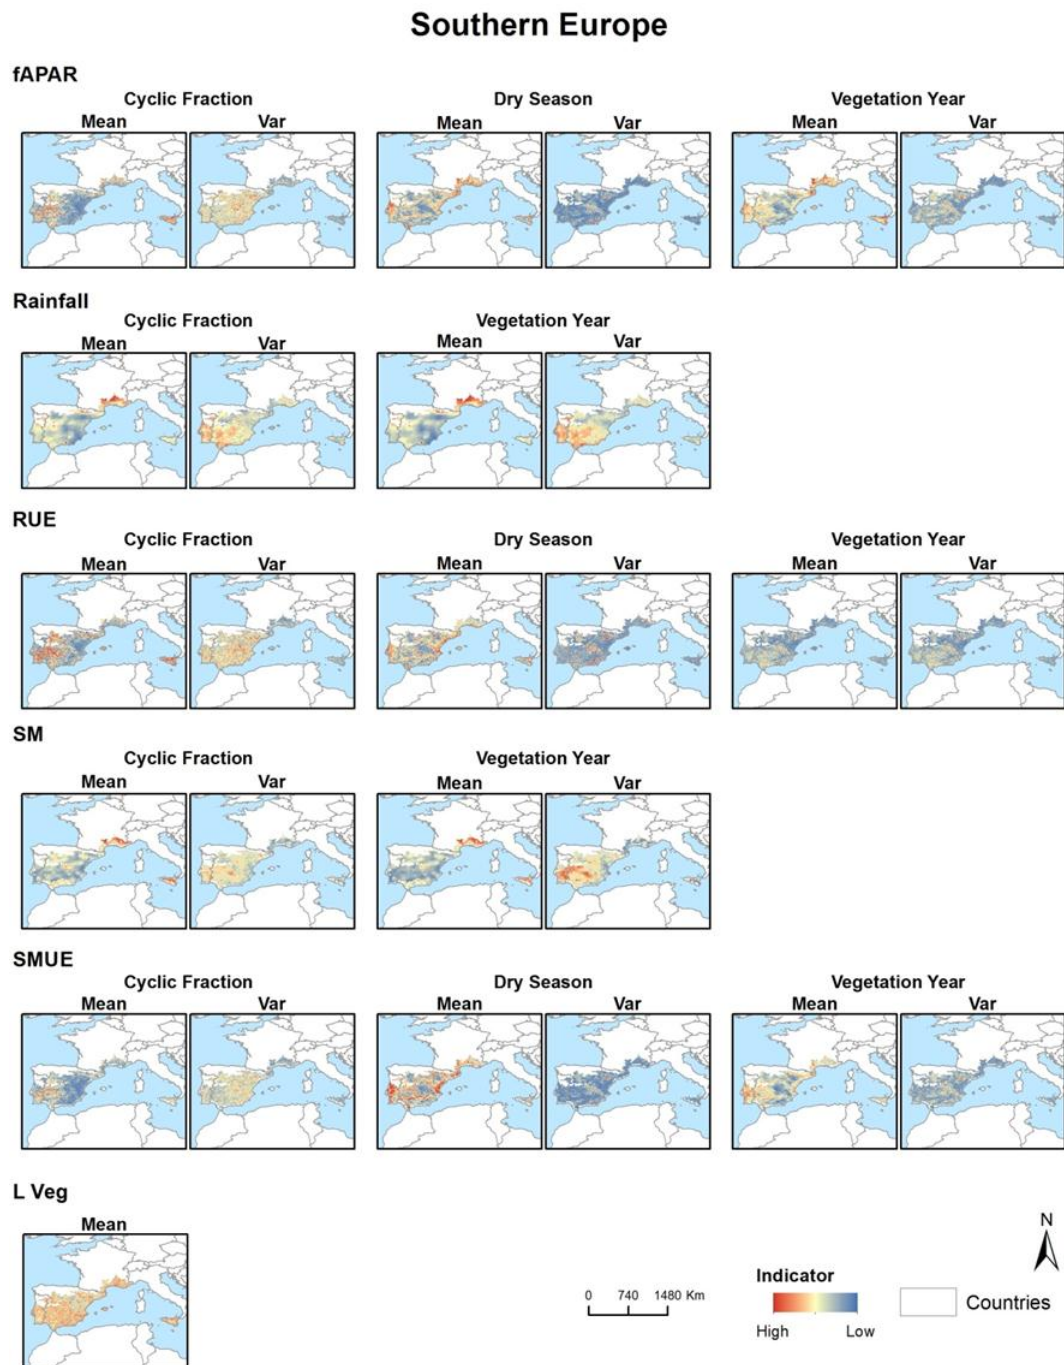 Southern Europe
fAPAR
Cyclic Fraction Dry Season Vegetation Year
Mean Var Mean Var Mean Var
Rainfall
Cyclic Fraction Vegetation Year
Mean Var Mean Var
RUE
Cyclic Fraction Dry Season Vegetation Year
Mean Var Mean Var Mean Var
SM
Cyclic Fraction Vegetation Year
Mean Var Mean Var
SMUE
Cyclic Fraction Dry Season Vegetation Year
Mean Var Mean Var Mean Var
L Veg
Mean
N
0 740 1480 Km
Indicator
High Low
Countries